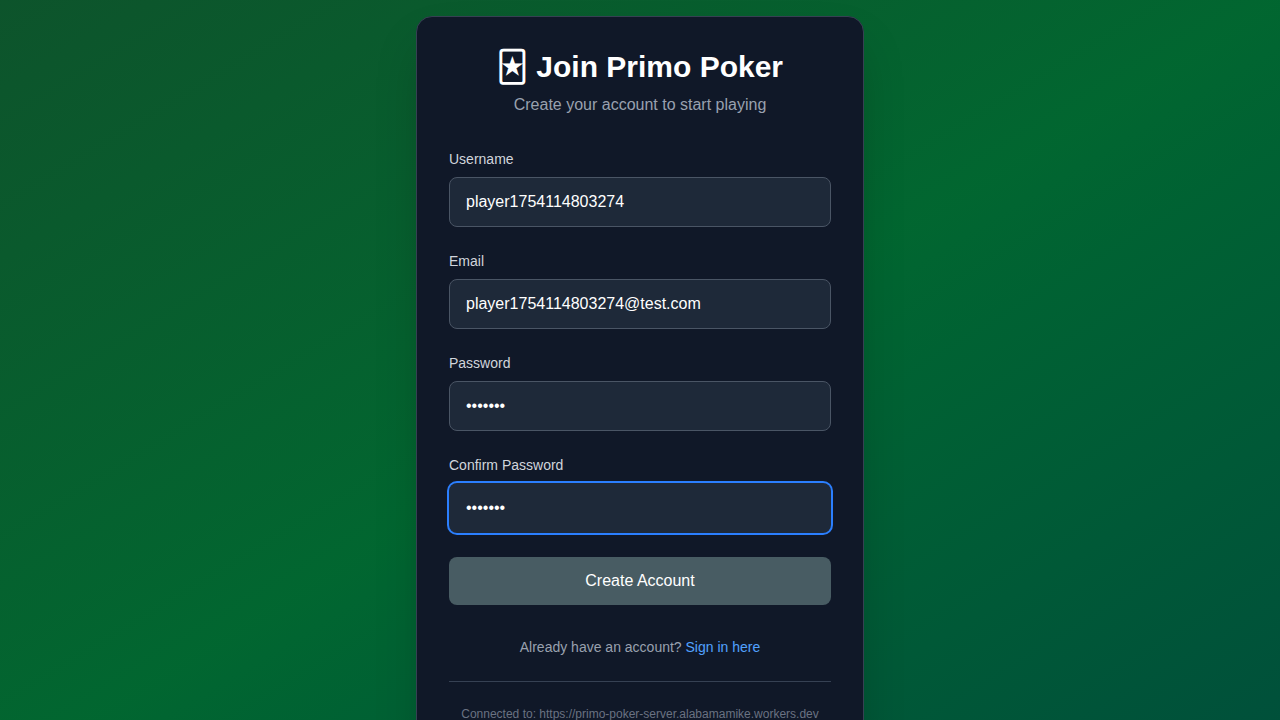 🃏 Join Primo Poker
Create your account to start playing
Username
player1754114803274
Email
player1754114803274@test.com
Password
•••••••
Confirm Password
•••••••
Create Account
Already have an account? Sign in here
Connected to: https://primo-poker-server.alabamamike.workers.dev